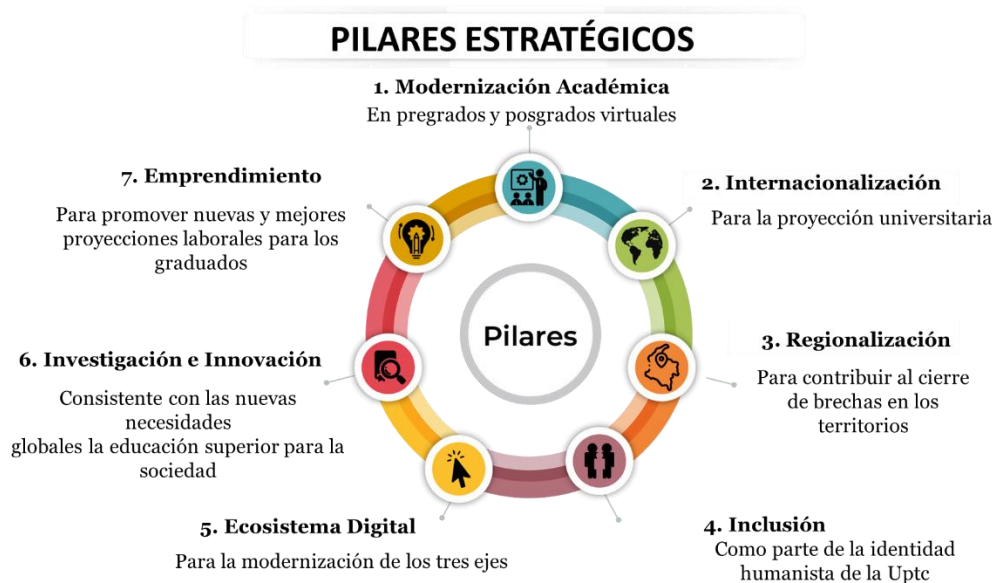 PILARES ESTRATÉGICOS
1. Modernización Académica
En pregrados y posgrados virtuales
2. Internacionalización
Para la proyección universitaria
3. Regionalización
Para contribuir al cierre
de brechas en los
territorios
4. Inclusión
Como parte de la identidad
humanista de la Uptc
5. Ecosistema Digital
Para la modernización de los tres ejes
6. Investigación e Innovación
Consistente con las nuevas
necesidades
globales la educación superior para la
sociedad
7. Emprendimiento
Para promover nuevas y mejores
proyecciones laborales para los
graduados
Pilares